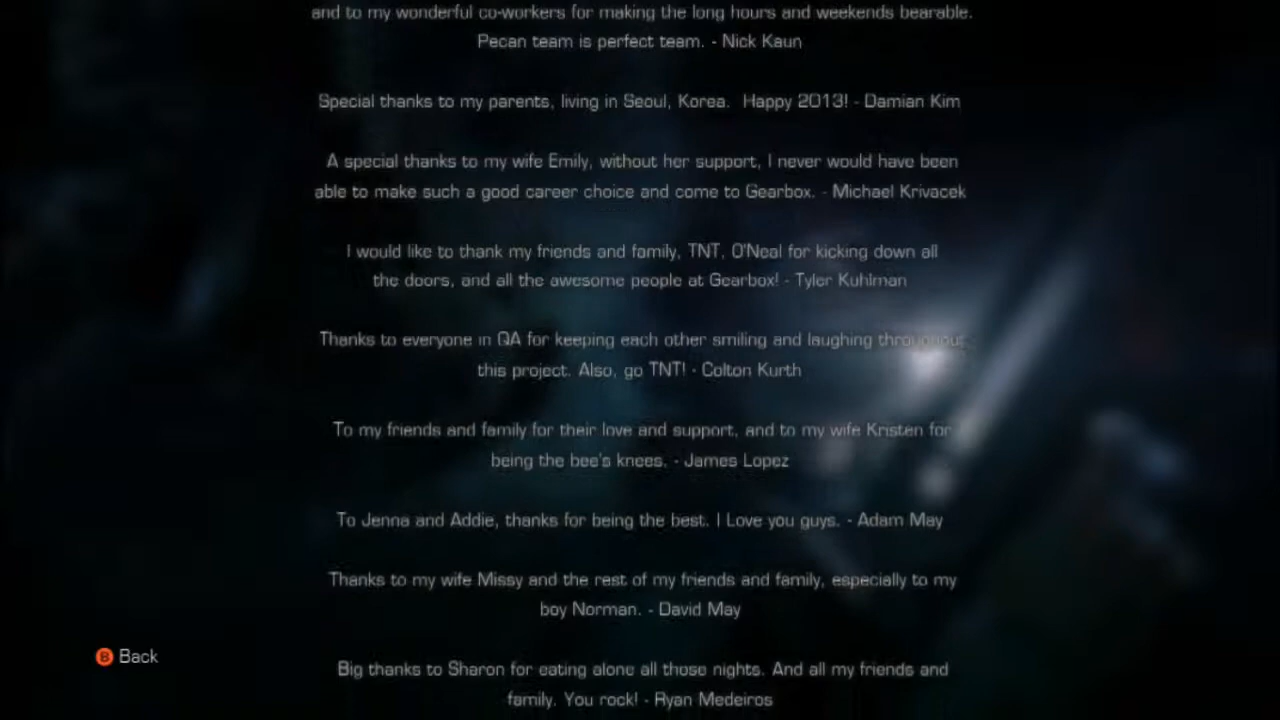 and to my wonderful co-workers for making the long hours and weekends bearable.
Pecan team is perfect team. - Nick Kaun
Special thanks to my parents, living in Seoul, Korea.  Happy 2013! - Damian Kim
A special thanks to my wife Emily, without her support, I never would have been
able to make such a good career choice and come to Gearbox. - Michael Krivacek
I would like to thank my friends and family, TNT, O'Neal for kicking down all
the doors, and all the awesome people at Gearbox! - Tyler Kuhlman
Thanks to everyone in QA for keeping each other smiling and laughing throughout
this project. Also, go TNT! - Colton Kurth
To my friends and family for their love and support, and to my wife Kristen for
being the bee's knees. - James Lopez
To Jenna and Addie, thanks for being the best. I Love you guys. - Adam May
Thanks to my wife Missy and the rest of my friends and family, especially to my
boy Norman. - David May
B Back
Big thanks to Sharon for eating alone all those nights. And all my friends and
family. You rock! - Ryan Medeiros